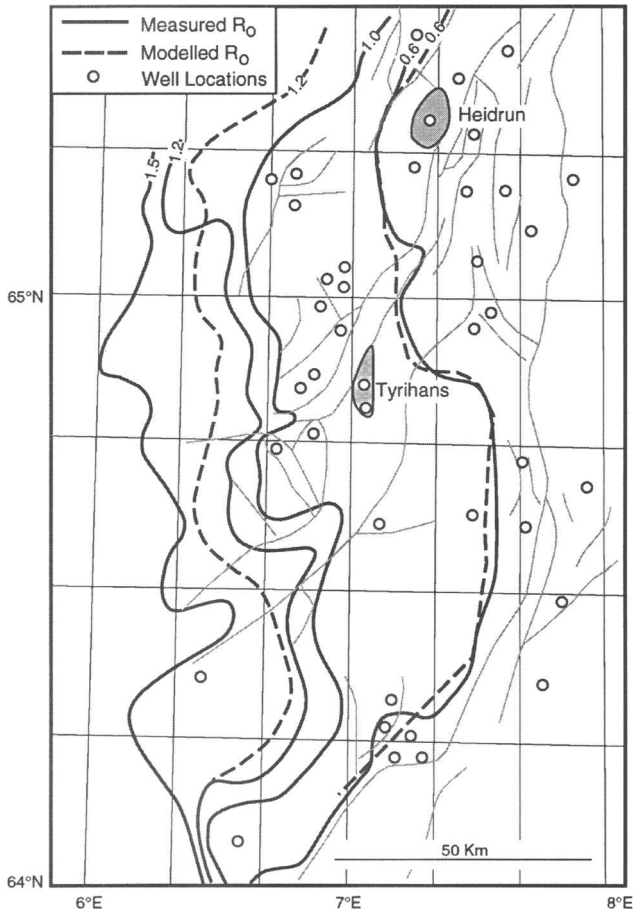 Measured Ro
Modelled Ro
Well Locations
1.0
0.6
0.6
1.2
1.5
1.2
Heidrun
65°N
Tyrihans
50 Km
64°N
6°E
7°E
8°E